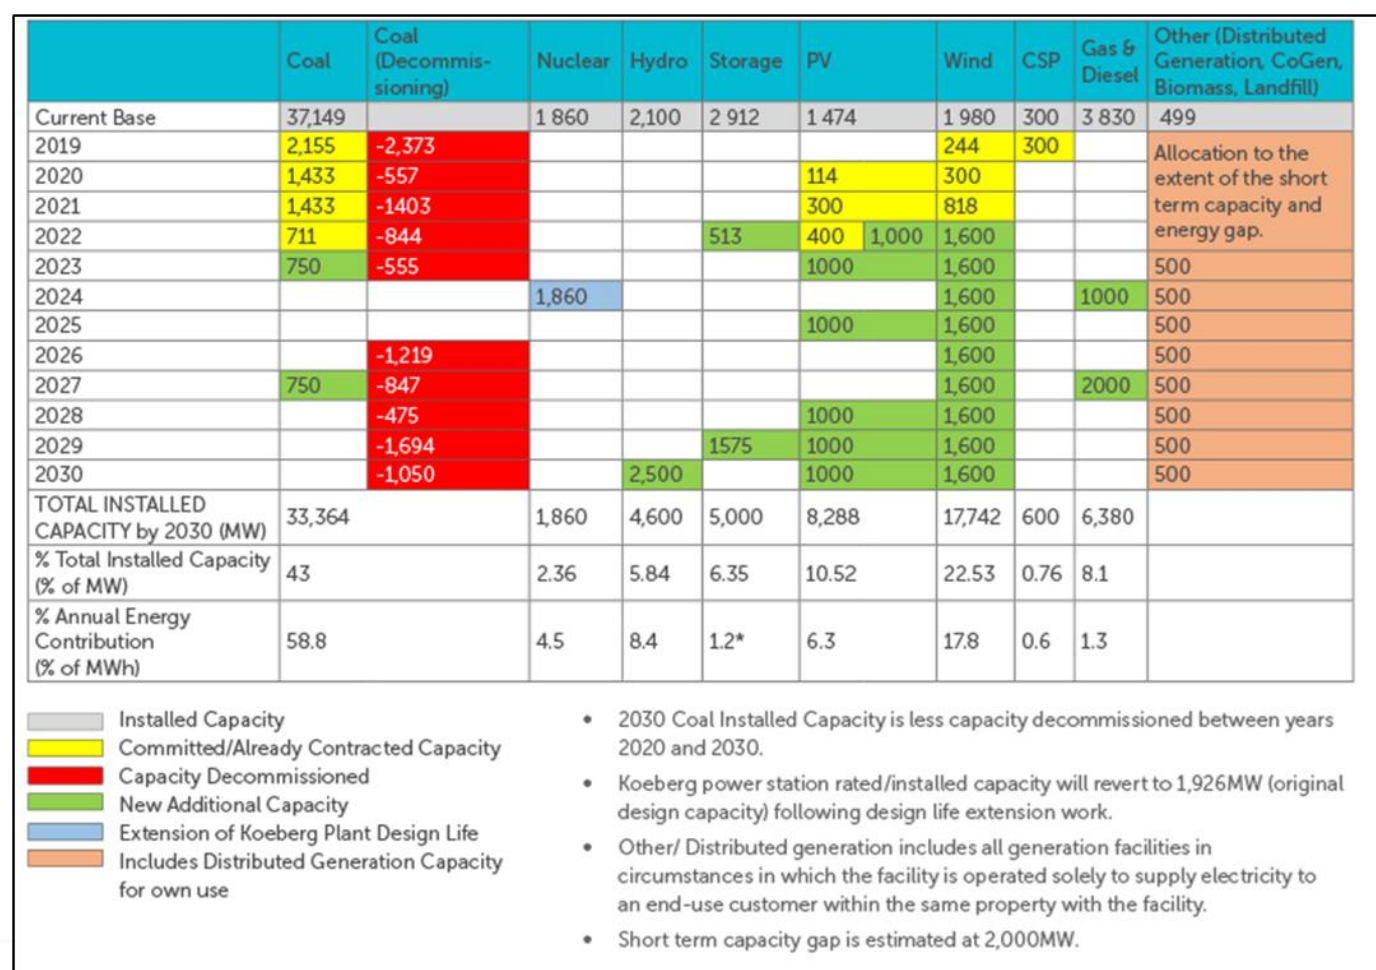 Coal Coal (Decommis- sioning) Nuclear Hydro Storage PV Wind CSP Gas & Diesel Other (Distributed Generation, CoGen, Biomass, Landfill)
Current Base 37,149 1 860 2,100 2 912 1 474 1 980 300 3 830 499
2019 2,155 -2,373 244 300 Allocation to the extent of the short term capacity and energy gap.
2020 1,433 -557 114 300
2021 1,433 -1403 300 818
2022 711 -844 513 400 1,000 1,600
2023 750 -555 1000 1,600 500
2024 1,860 1,600 1000 500
2025 1000 1,600 500
2026 -1,219 1,600 500
2027 750 -847 1,600 2000 500
2028 -475 1000 1,600 500
2029 -1,694 1575 1000 1,600 500
2030 -1,050 2,500 1000 1,600 500
TOTAL INSTALLED CAPACITY by 2030 (MW) 33,364 1,860 4,600 5,000 8,288 17,742 600 6,380
% Total Installed Capacity (% of MW) 43 2.36 5.84 6.35 10.52 22.53 0.76 8.1
% Annual Energy Contribution (% of MWh) 58.8 4.5 8.4 1.2* 6.3 17.8 0.6 1.3
Installed Capacity
Committed/Already Contracted Capacity
Capacity Decommissioned
New Additional Capacity
Extension of Koeberg Plant Design Life
Includes Distributed Generation Capacity
for own use
• 2030 Coal Installed Capacity is less capacity decommissioned between years
2020 and 2030.
• Koeberg power station rated/installed capacity will revert to 1,926MW (original
design capacity) following design life extension work.
• Other/ Distributed generation includes all generation facilities in
circumstances in which the facility is operated solely to supply electricity to
an end-use customer within the same property with the facility.
• Short term capacity gap is estimated at 2,000MW.